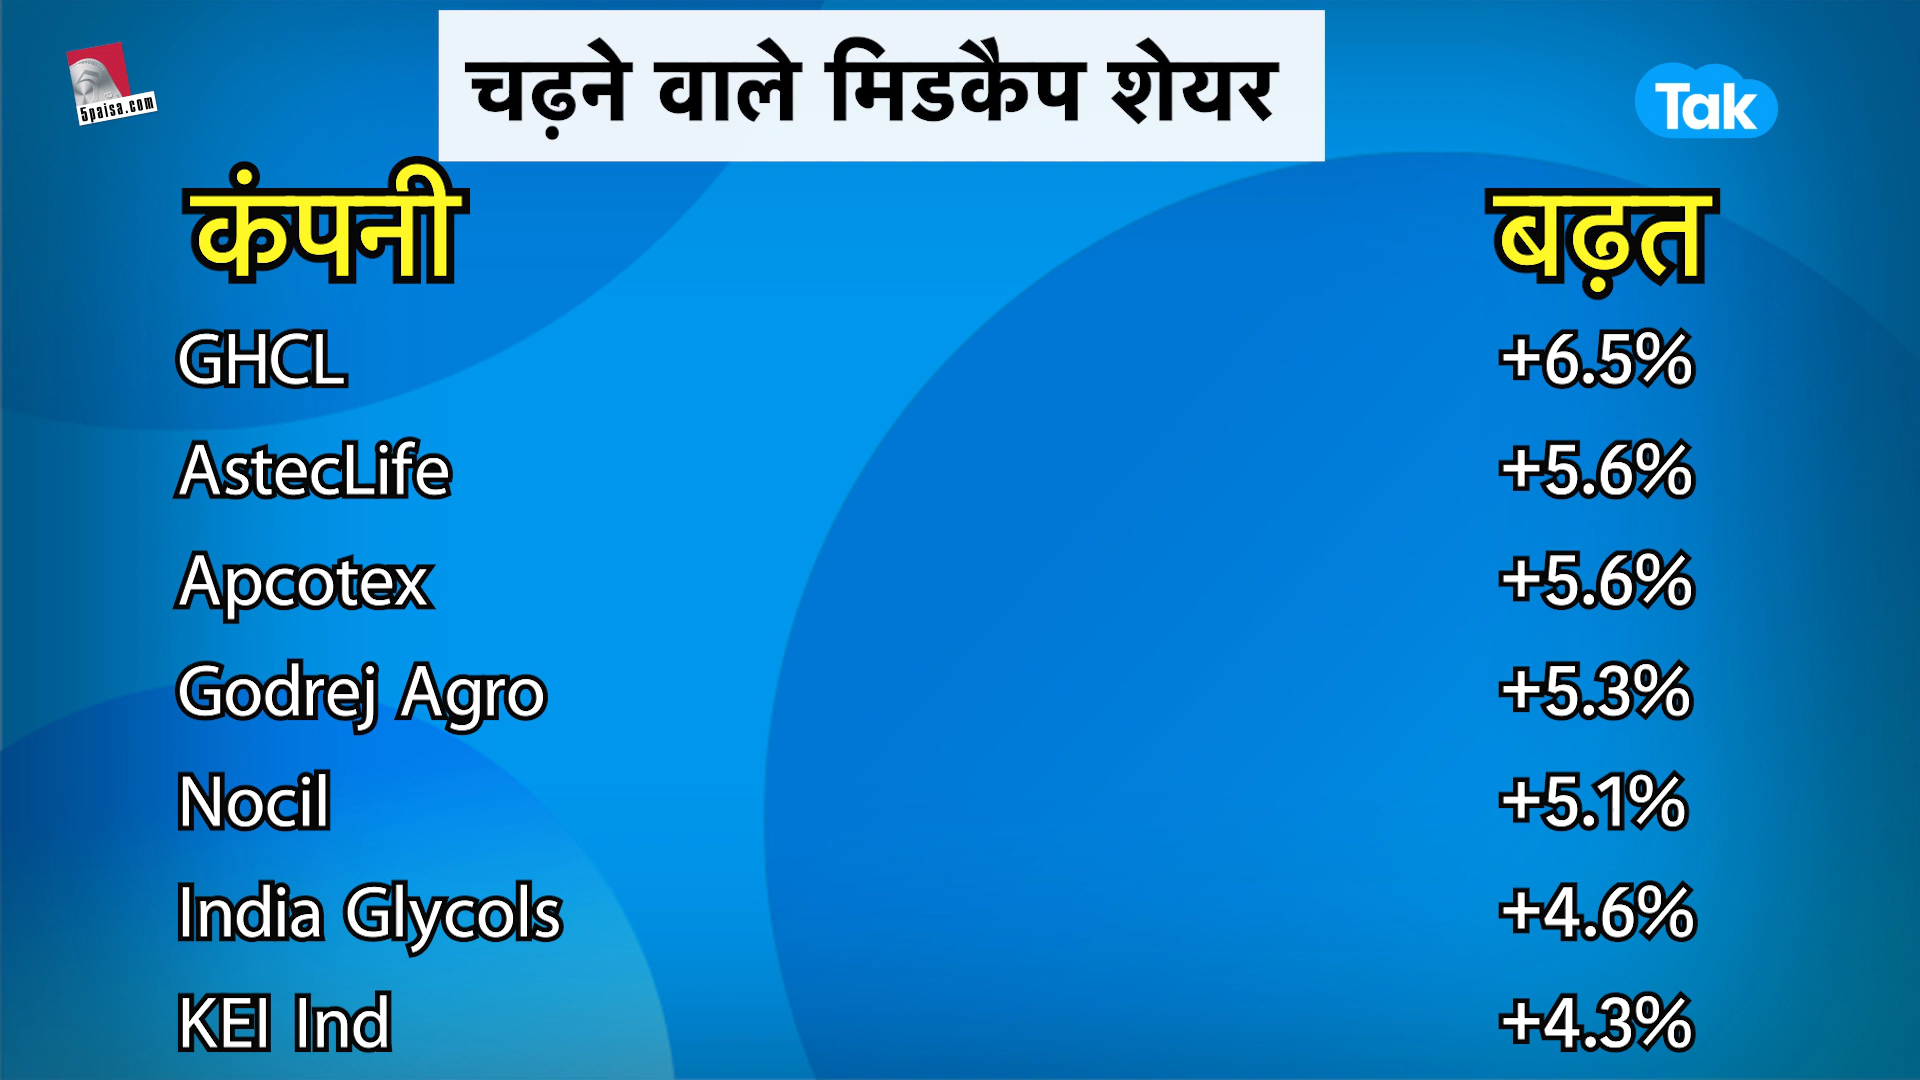 चढ़ने वाले मिडकैप शेयर
5paisa.com
Tak
कंपनी बढ़त
GHCL +6.5%
AstecLife +5.6%
Apcotex +5.6%
Godrej Agro +5.3%
Nocil +5.1%
India Glycols +4.6%
KEI Ind +4.3%